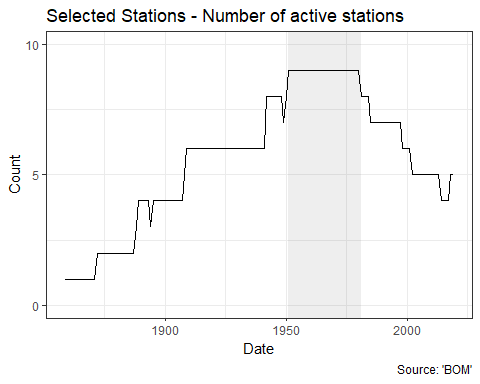 Selected Stations - Number of active stations
10
5
0
Count
1900
1950
2000
Date
Source: 'BOM'